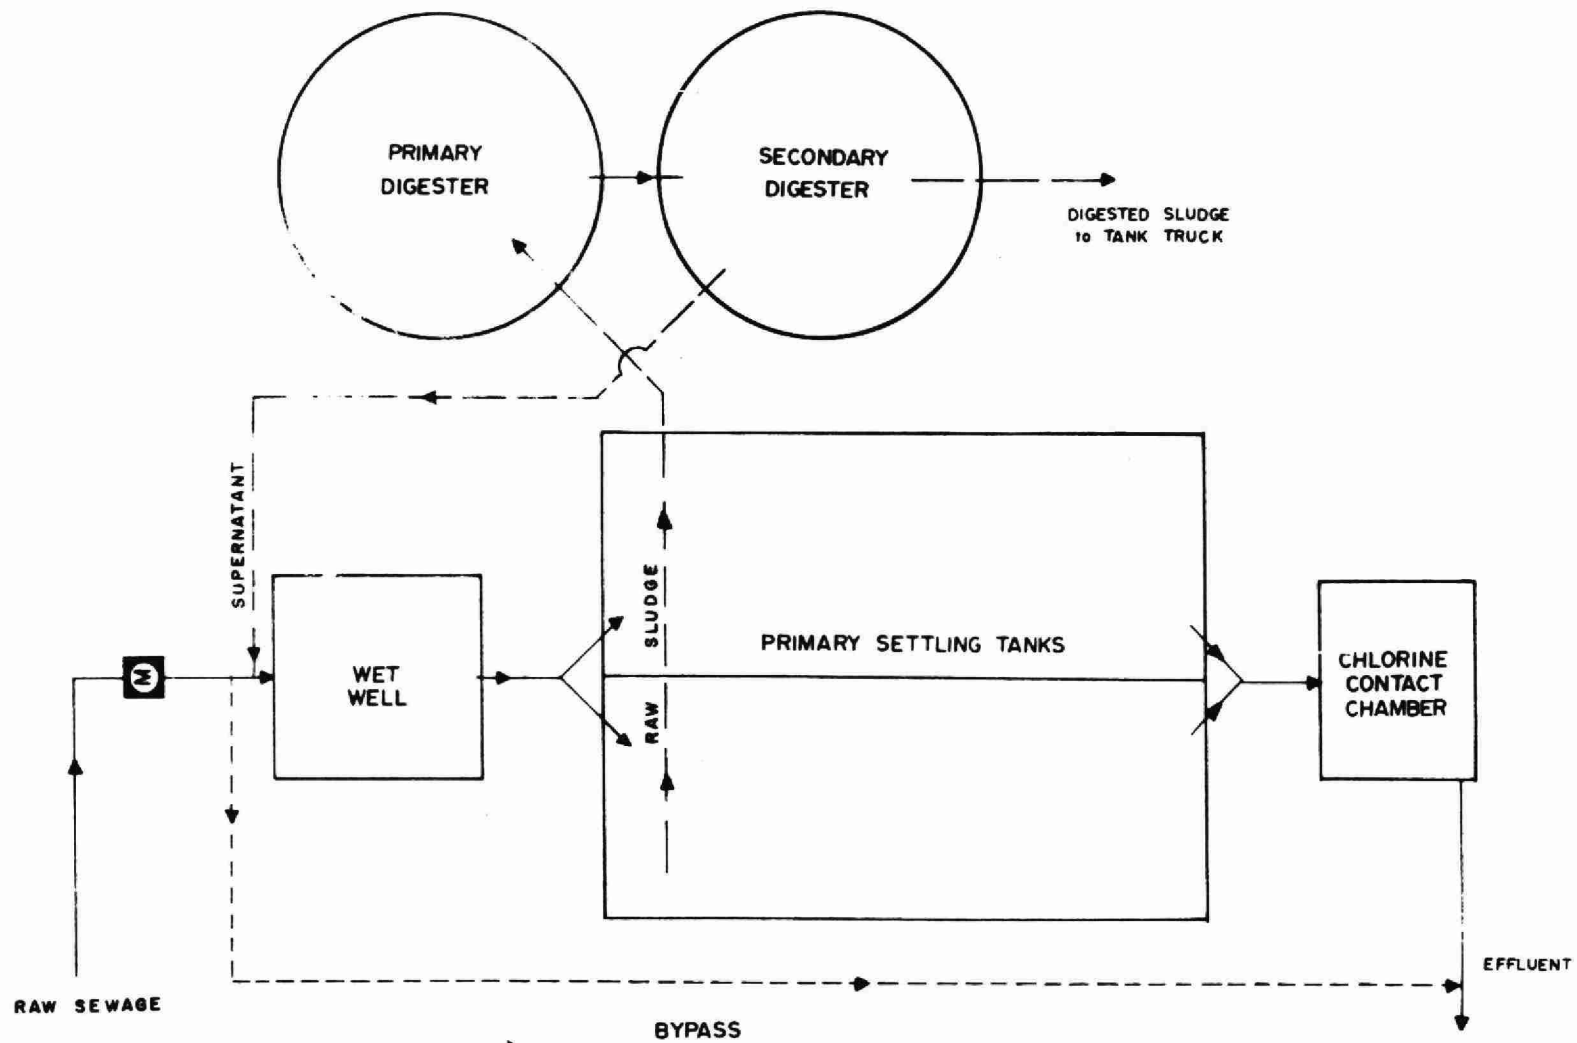 PRIMARY
DIGESTER
SECONDARY
DIGESTER
DIGESTED SLUDGE
to TANK TRUCK
SUPERNATANT
RAW SLUDGE
PRIMARY SETTLING TANKS
M
WET
WELL
CHLORINE
CONTACT
CHAMBER
EFFLUENT
RAW SEWAGE
BYPASS